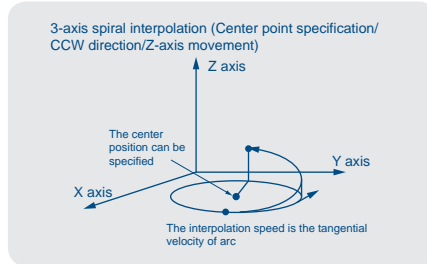 3-axis spiral interpolation (Center point specification/
CCW direction/Z-axis movement)
Z axis
The center
position can be
specified
Y axis
X axis
The interpolation speed is the tangential
velocity of arc